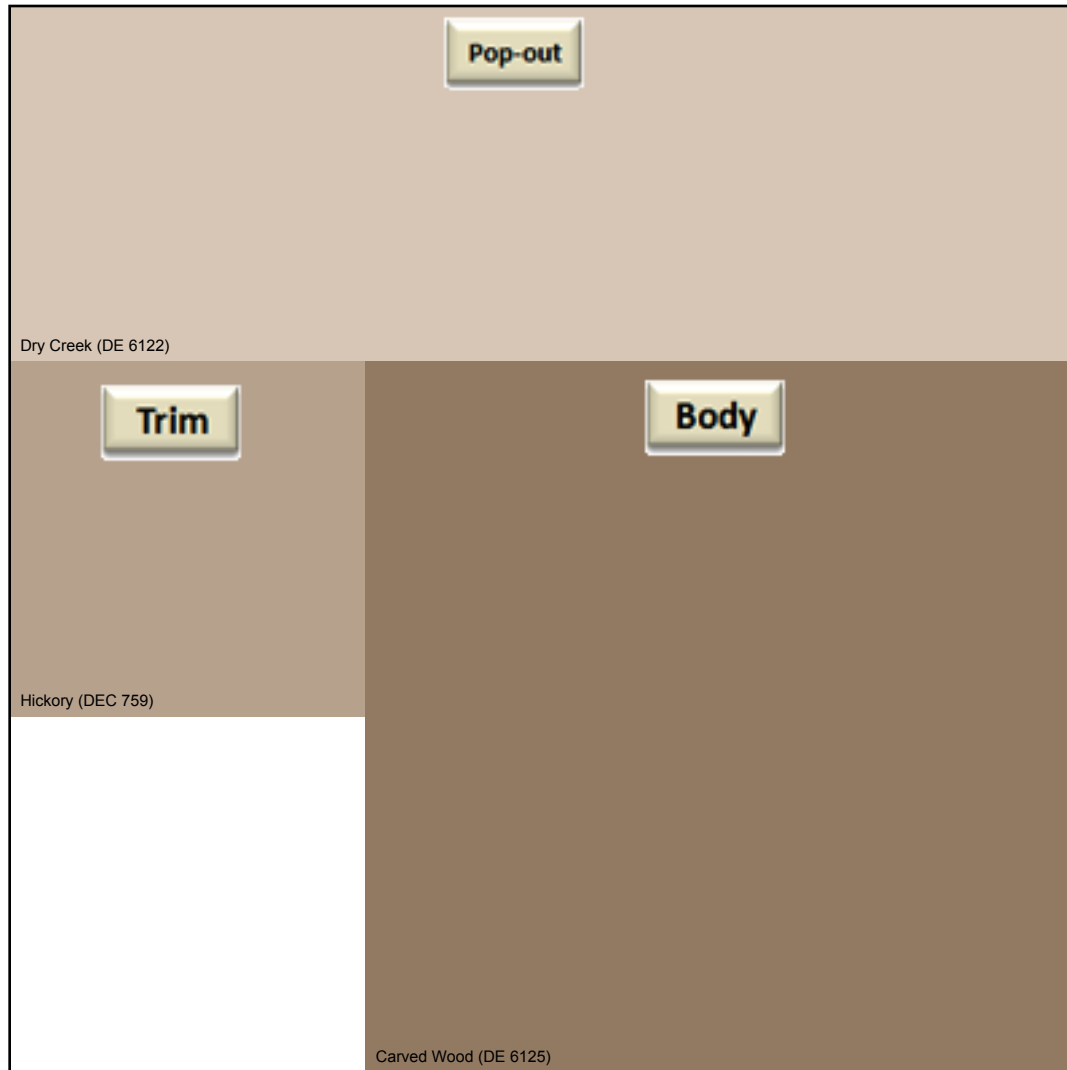 Pop-out
Dry Creek (DE 6122)
Trim
Body
Hickory (DEC 759)
Carved Wood (DE 6125)